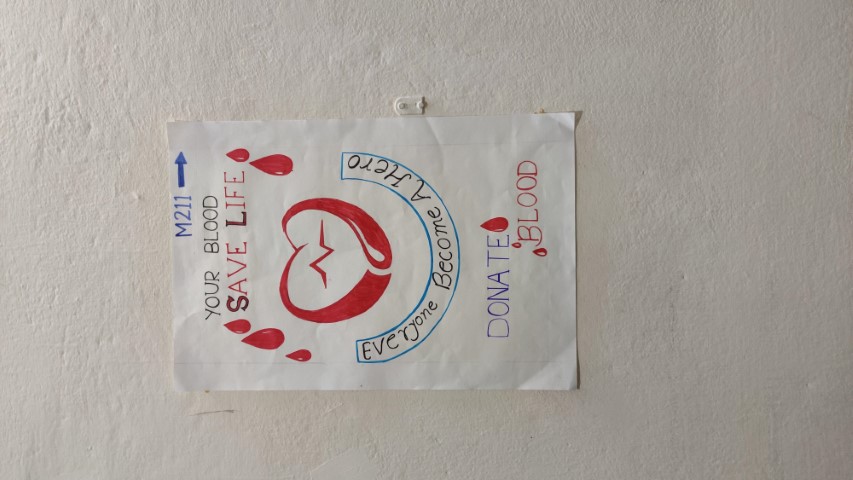 M211 →
YOUR BLOOD
SAVE LIFE
Everyone Become A Hero
DONATE
BLOOD